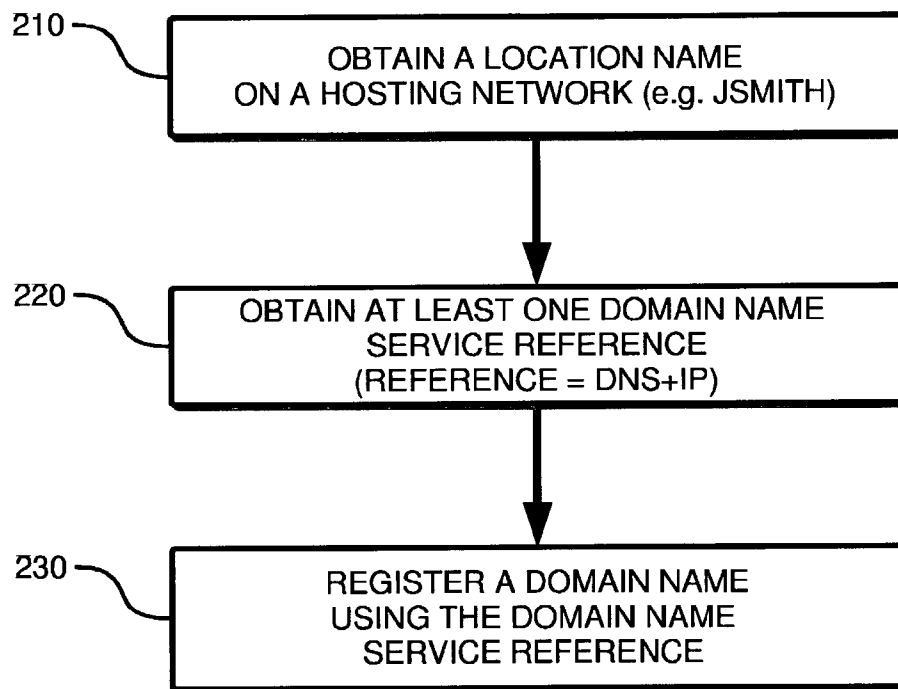 210
OBTAIN A LOCATION NAME
ON A HOSTING NETWORK (e.g. JSMITH)
220
OBTAIN AT LEAST ONE DOMAIN NAME
SERVICE REFERENCE
(REFERENCE = DNS+IP)
230
REGISTER A DOMAIN NAME
USING THE DOMAIN NAME
SERVICE REFERENCE